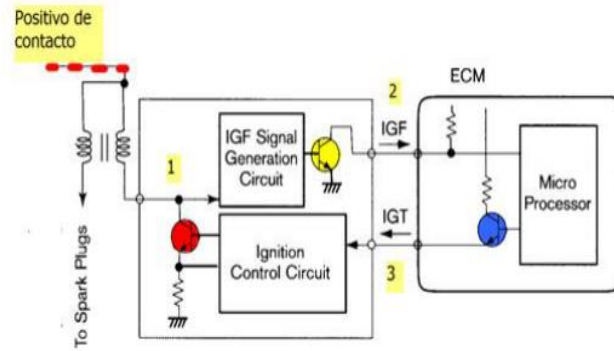 Positivo de
contacto
ECM
2
IGF
IGF Signal
Generation
Circuit
1
Micro
Processor
IGT
3
Ignition
Control Circuit
To Spark Plugs